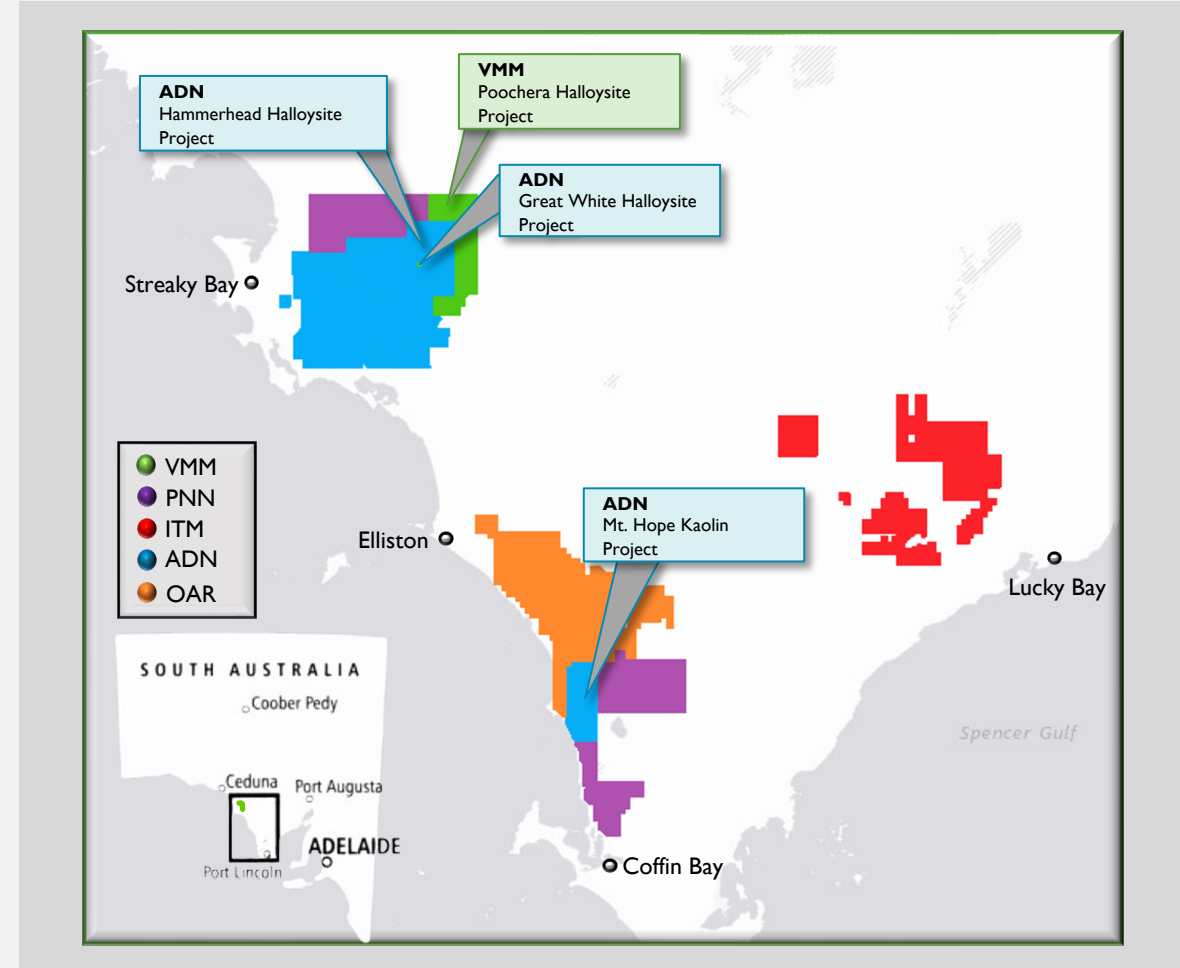 VMM
Poochera Halloysite
Project
ADN
Hammerhead Halloysite
Project
ADN
Great White Halloysite
Project
Streaky Bay
VMM
PNN
ITM
ADN
OAR
Elliston
ADN
Mt. Hope Kaolin
Project
Lucky Bay
SOUTH AUSTRALIA
Coober Pedy
Ceduna
Port Augusta
ADELAIDE
Port Lincoln
Spencer Gulf
Coffin Bay